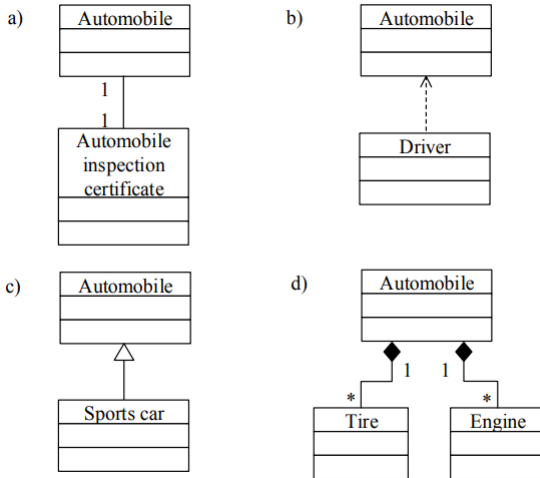 a)
Automobile
1
1
Automobile
inspection
certificate
b)
Automobile
Driver
c)
Automobile
Sports car
d)
Automobile
1
1
*
*
Tire
Engine